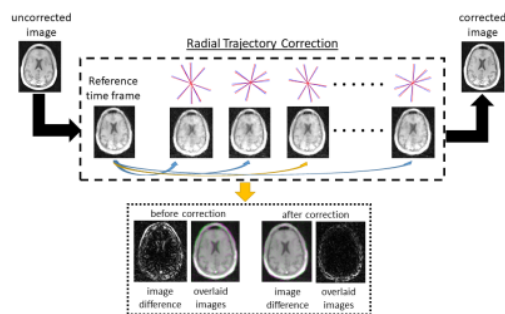 uncorrected
image
corrected
image
Radial Trajectory Correction
Reference
time frame
before correction
after correction
image
difference
overlaid
images
image
difference
overlaid
images